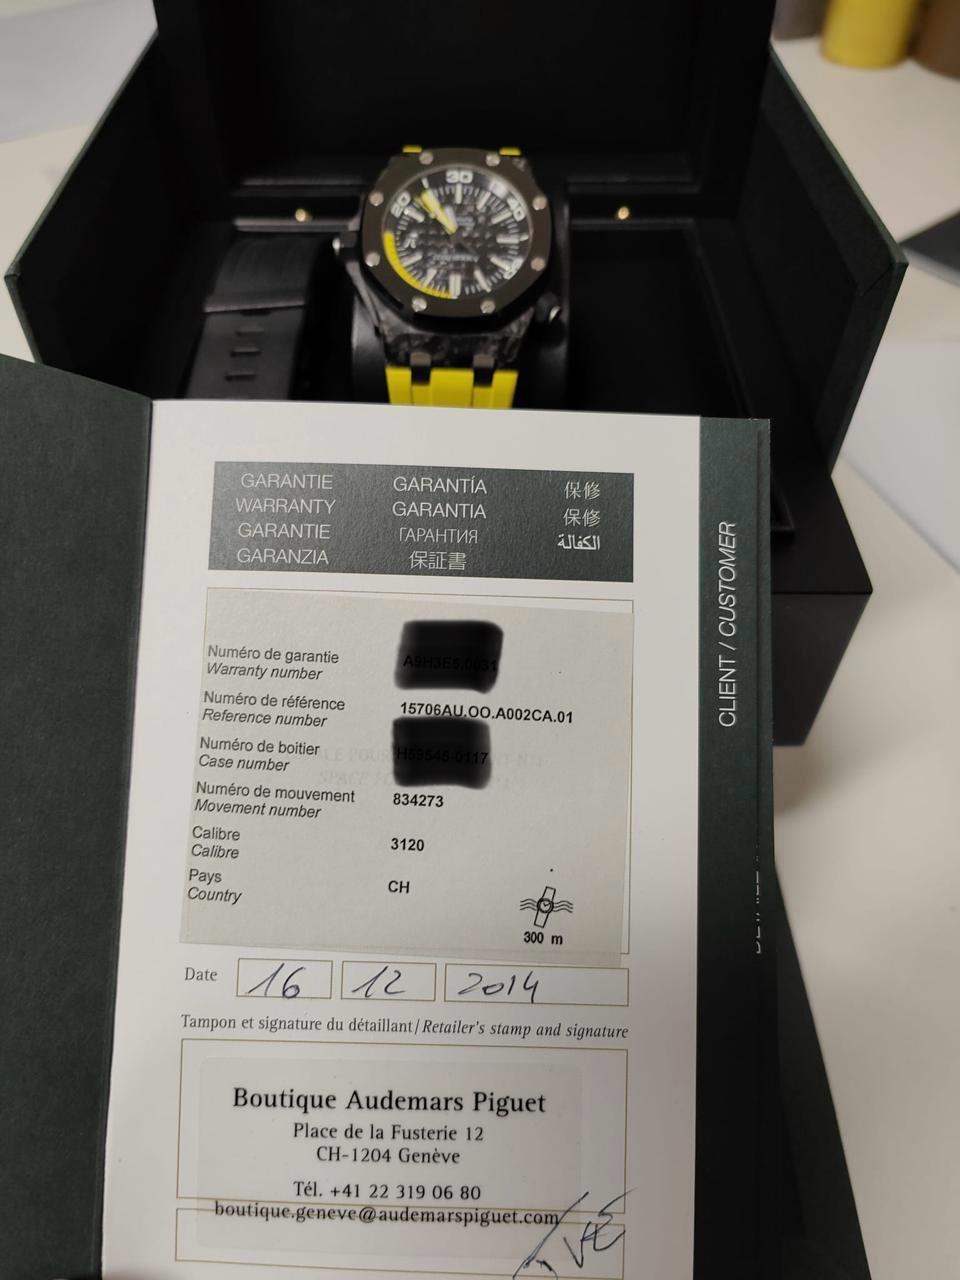 30
20
40
GARANTIE
WARRANTY
GARANTIE
GARANZIA
GARANTÍA
GARANTIA
ГАРАНТИЯ
保証書
保修
保修
الكفالة
Numéro de garantie
Warranty number
Numéro de référence
Reference number
15706AU.OO.A002CA.01
Numéro de boitier
Case number
Numéro de mouvement
Movement number
834273
Calibre
Calibre
3120
Pays
Country
CH
300 m
Date 16 12 2014
Tampon et signature du détaillant / Retailer's stamp and signature
Boutique Audemars Piguet
Place de la Fusterie 12
CH-1204 Genève
Tél. +41 22 319 06 80
boutique.geneve@audemarspiguet.com
CLIENT / CUSTOMER